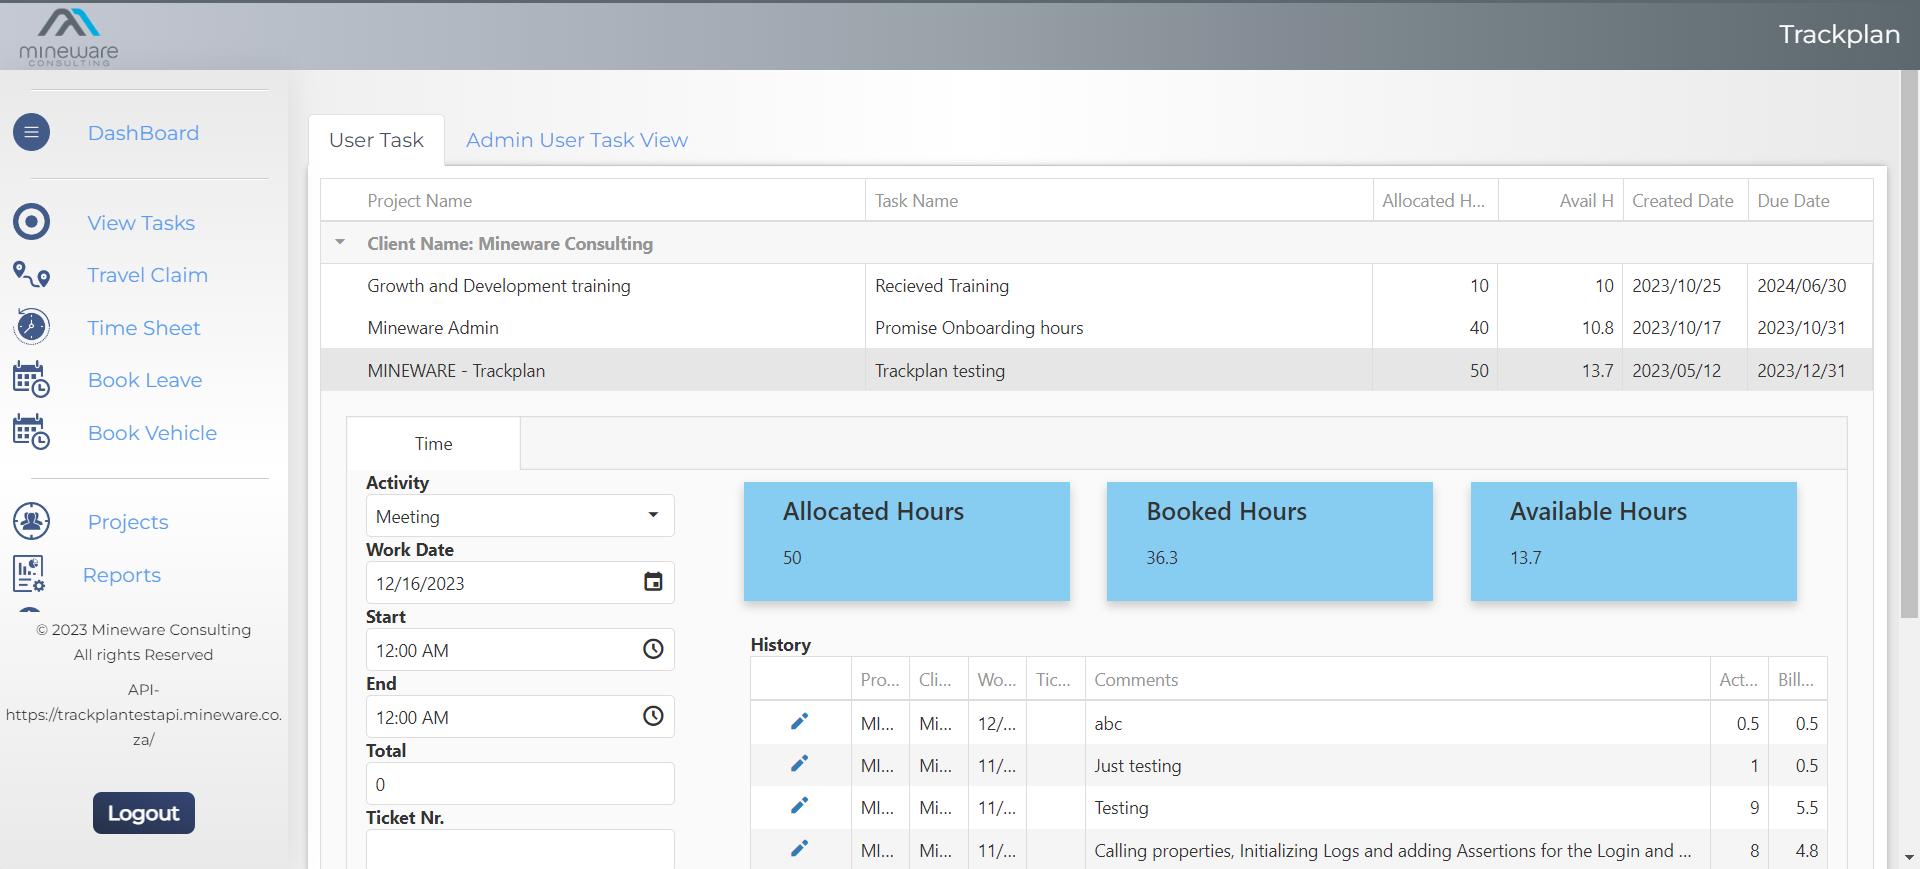 mineware
CONSULTING
Trackplan
DashBoard
View Tasks
Travel Claim
Time Sheet
Book Leave
Book Vehicle
Projects
Reports
© 2023 Mineware Consulting
All rights Reserved
API-
https://trackplantestapi.mineware.co.
za/
Logout
User Task Admin User Task View
Project Name Task Name Allocated H... Avail H Created Date Due Date
Client Name: Mineware Consulting
Growth and Development training Recieved Training 10 10 2023/10/25 2024/06/30
Mineware Admin Promise Onboarding hours 40 10.8 2023/10/17 2023/10/31
MINEWARE - Trackplan Trackplan testing 50 13.7 2023/05/12 2023/12/31
Time
Activity
Meeting
Work Date
12/16/2023
Start
12:00 AM
End
12:00 AM
Total
0
Ticket Nr.
Allocated Hours
50
Booked Hours
36.3
Available Hours
13.7
History
Pro... Cli... Wo... Tic... Comments Act... Bill...
MI... Mi... 12/... abc 0.5 0.5
MI... Mi... 11/... Just testing 1 0.5
MI... Mi... 11/... Testing 9 5.5
MI... Mi... 11/... Calling properties, Initializing Logs and adding Assertions for the Login and ... 8 4.8